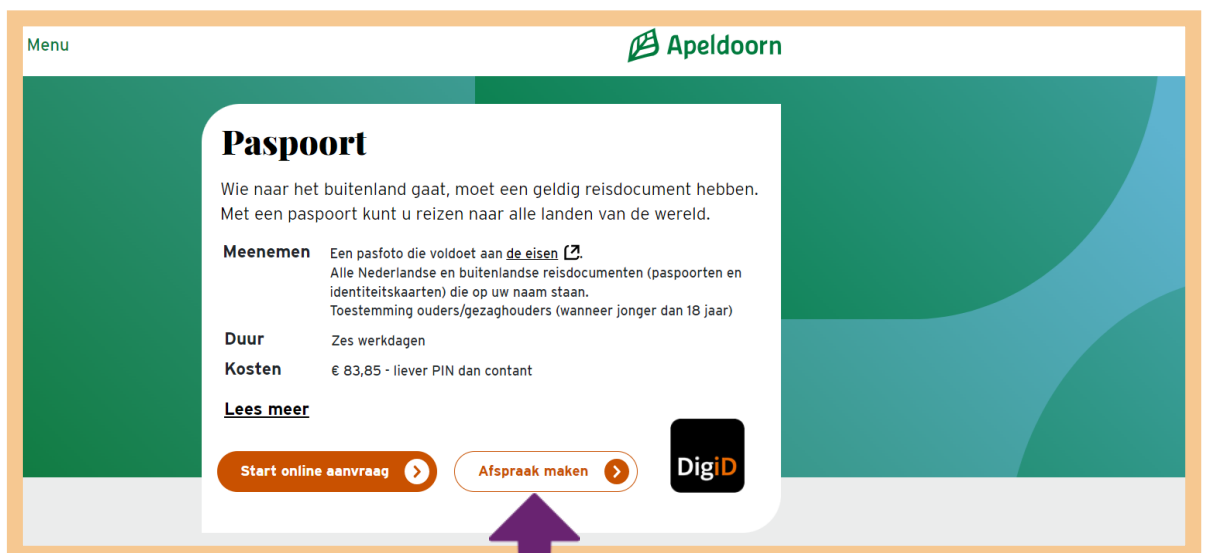 Menu
Apeldoorn
Paspoort
Wie naar het buitenland gaat, moet een geldig reisdocument hebben.
Met een paspoort kunt u reizen naar alle landen van de wereld.
Meenemen Een pasfoto die voldoet aan de eisen.
Alle Nederlandse en buitenlandse reisdocumenten (paspoorten en
identiteitskaarten) die op uw naam staan.
Toestemming ouders/gezaghouders (wanneer jonger dan 18 jaar)
Duur Zes werkdagen
Kosten € 83,85 - liever PIN dan contant
Lees meer
Start online aanvraag
Afspraak maken
DigiD